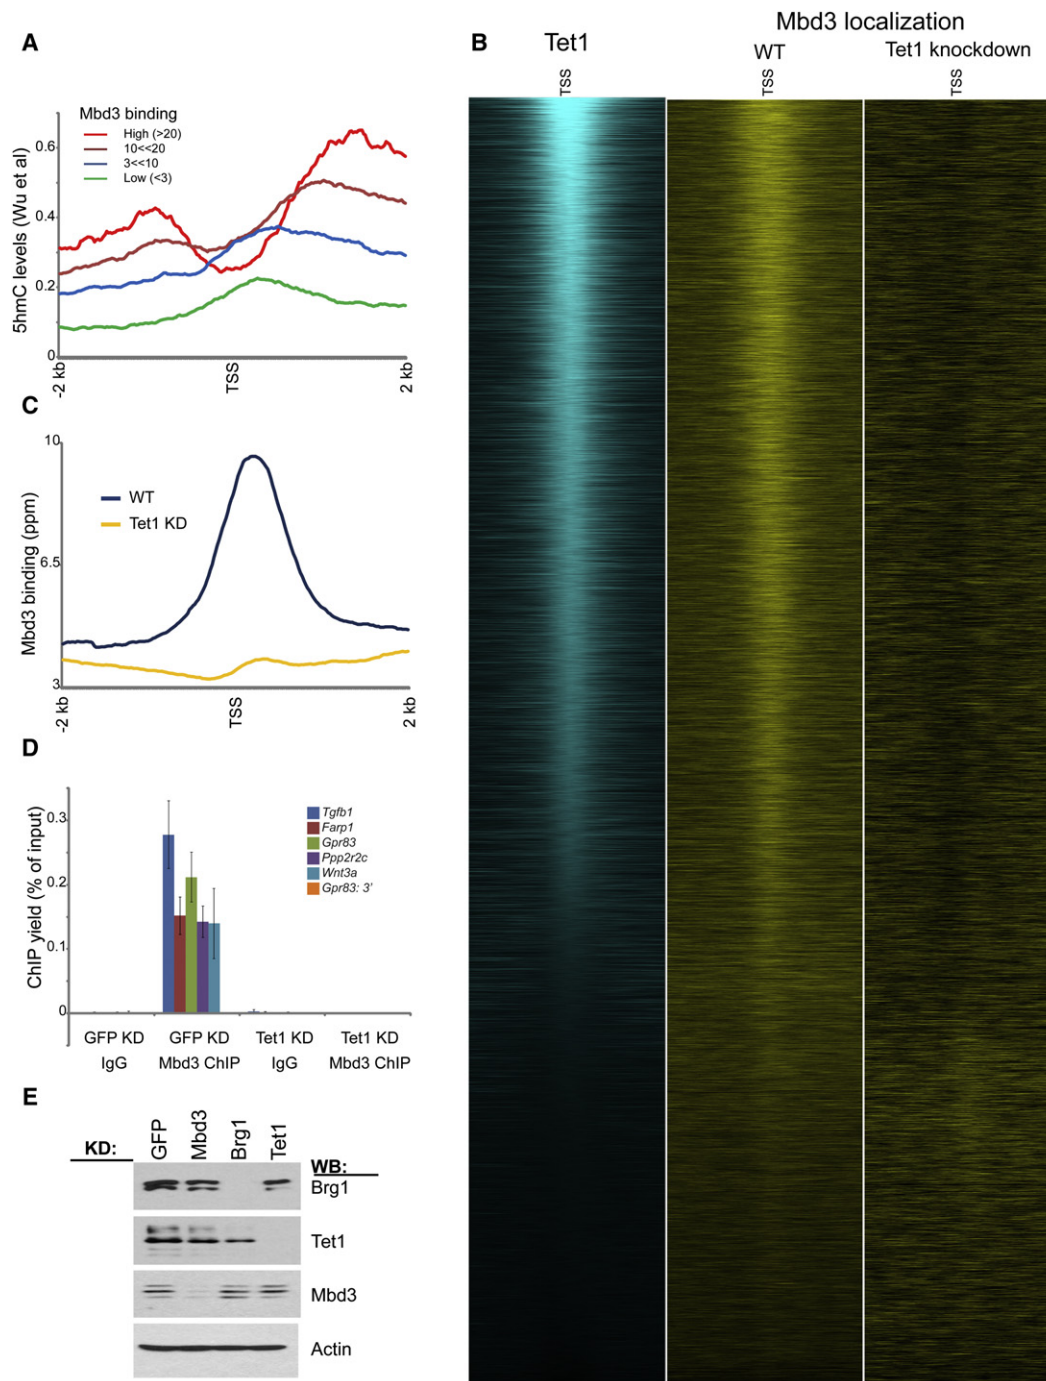 A
Mbd3 binding
High (>20)
10<<20
3<<10
Low (<3)
5hmC levels (Wu et al)
0.6
0.4
0.2
0
-2 kb
TSS
2 kb
B
Tet1
Mbd3 localization
WT
Tet1 knockdown
TSS
TSS
TSS
C
10
6.5
3
Mbd3 binding (ppm)
WT
Tet1 KD
-2 kb
TSS
2 kb
D
ChIP yield (% of input)
0.3
0.2
0.1
0
Tgfb1
Farp1
Gpr83
Ppp2r2c
Wnt3a
Gpr83: 3'
GFP KD
GFP KD
Tet1 KD
Tet1 KD
IgG
Mbd3 ChIP
IgG
Mbd3 ChIP
E
KD:
GFP
Mbd3
Brg1
Tet1
WB:
Brg1
Tet1
Mbd3
Actin